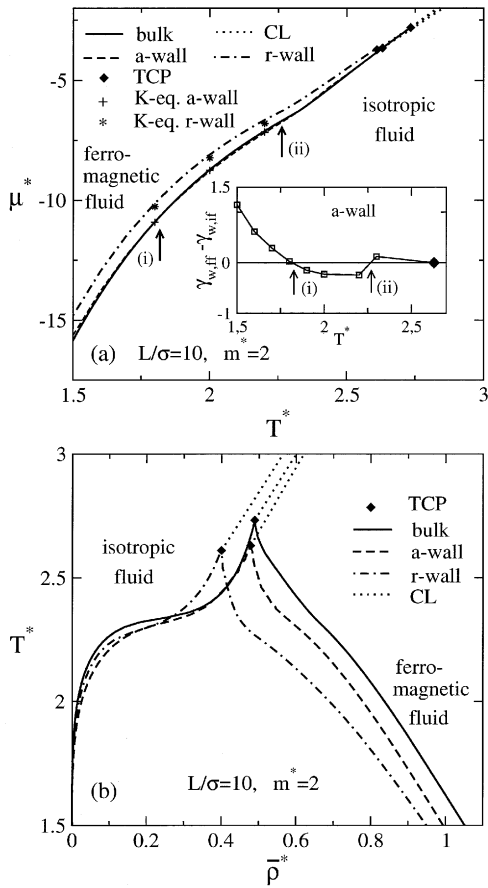 bulk
CL
a-wall
r-wall
TCP
K-eq. a-wall
K-eq. r-wall
isotropic
fluid
ferro-
magnetic
fluid
(i)
(ii)
μ*
-5
-10
-15
1.5
0
-1
γw,ff-γw,if
a-wall
(i)
(ii)
1.5
2
2,5
T*
(a) L/σ=10, m*=2
1.5
2
2.5
3
T*
3
2.5
2
1.5
T*
isotropic
fluid
TCP
bulk
a-wall
r-wall
CL
ferro-
magnetic
fluid
(b)
L/σ=10, m*=2
0
0.2
0.4
0.6
0.8
1
ρ̅*